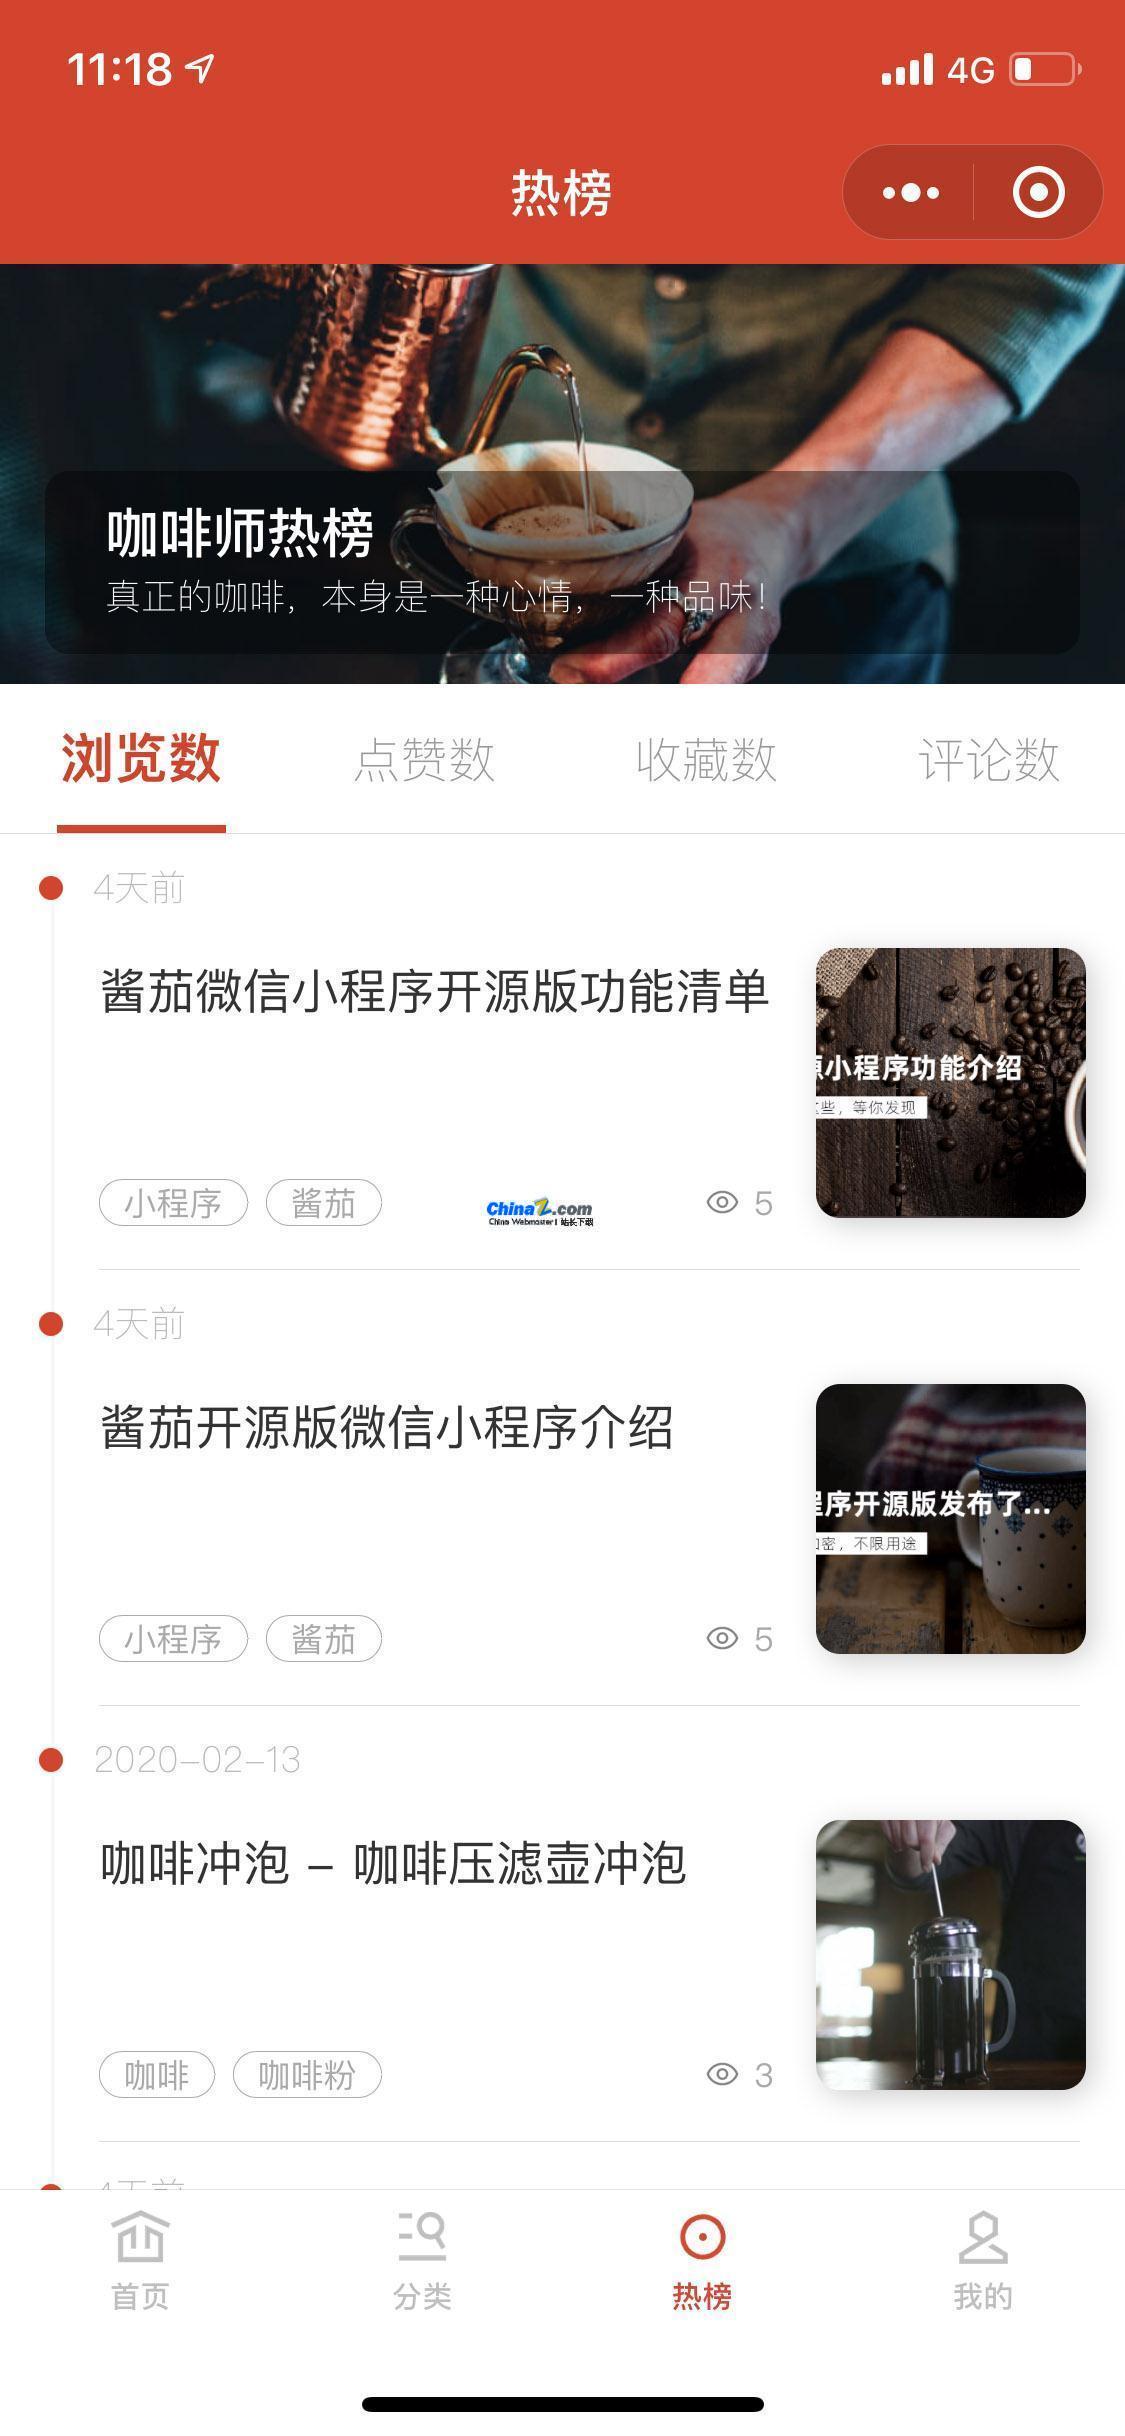 11:18
4G
热榜
咖啡师热榜
真正的咖啡，本身是一种心情，一种品味！
浏览数 点赞数 收藏数 评论数
4天前
酱茄微信小程序开源版功能清单
小程序功能介绍
些，等你发现
小程序 酱茄
ChinaZ.com
China Webmaster | 站长下载
5
4天前
酱茄开源版微信小程序介绍
程序开源版发布了...
密，不限用途
小程序 酱茄
5
2020-02-13
咖啡冲泡 – 咖啡压滤壶冲泡
咖啡 咖啡粉
3
4天前
首页 分类 热榜 我的